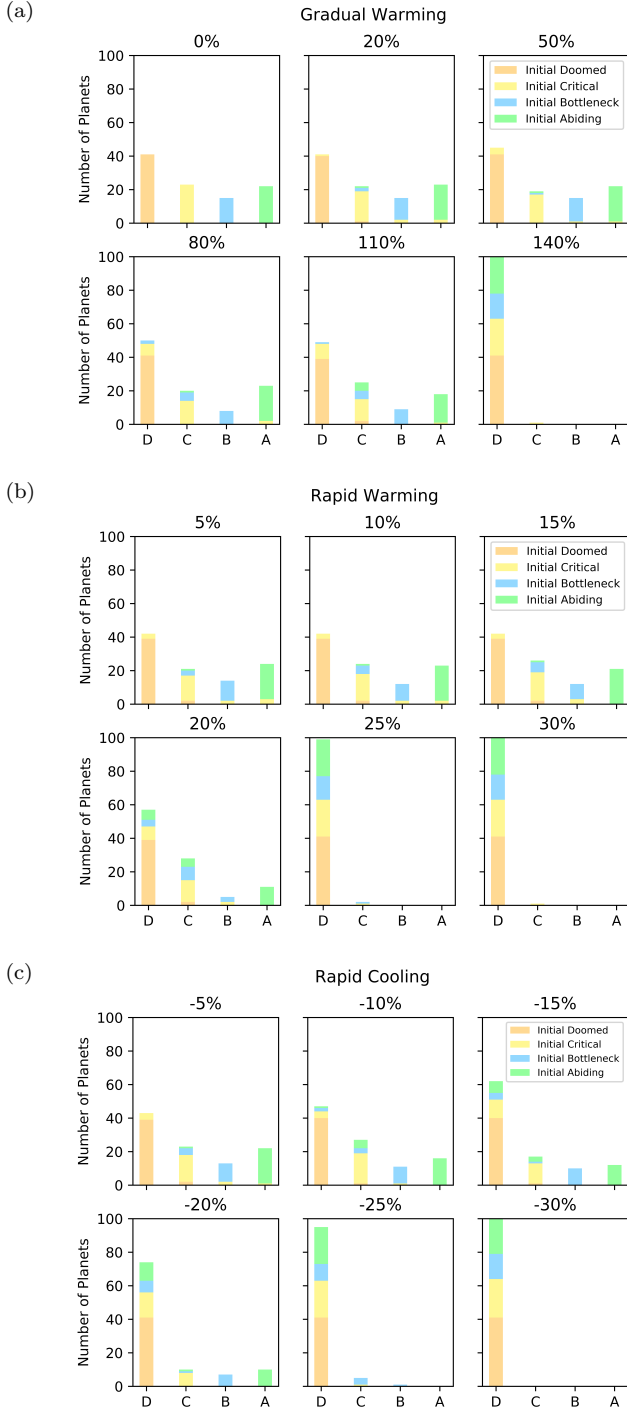 (a)
Gradual Warming
0% 20% 50%
Number of Planets
100
80
60
40
20
0
Initial Doomed
Initial Critical
Initial Bottleneck
Initial Abiding
80% 110% 140%
Number of Planets
100
80
60
40
20
0
D C B A D C B A D C B A
(b)
Rapid Warming
5% 10% 15%
Number of Planets
100
80
60
40
20
0
Initial Doomed
Initial Critical
Initial Bottleneck
Initial Abiding
20% 25% 30%
Number of Planets
100
80
60
40
20
0
D C B A D C B A D C B A
(c)
Rapid Cooling
-5% -10% -15%
Number of Planets
100
80
60
40
20
0
Initial Doomed
Initial Critical
Initial Bottleneck
Initial Abiding
-20% -25% -30%
Number of Planets
100
80
60
40
20
0
D C B A D C B A D C B A